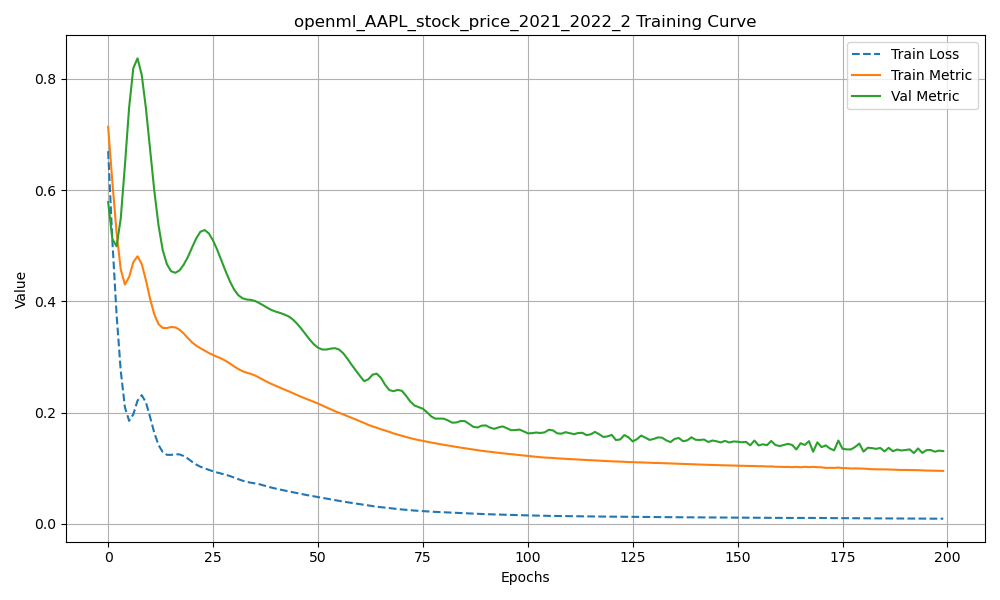 openml_AAPL_stock_price_2021_2022_2 Training Curve
Train Loss
Train Metric
Val Metric
Value
0.8
0.6
0.4
0.2
0.0
0 25 50 75 100 125 150 175 200
Epochs